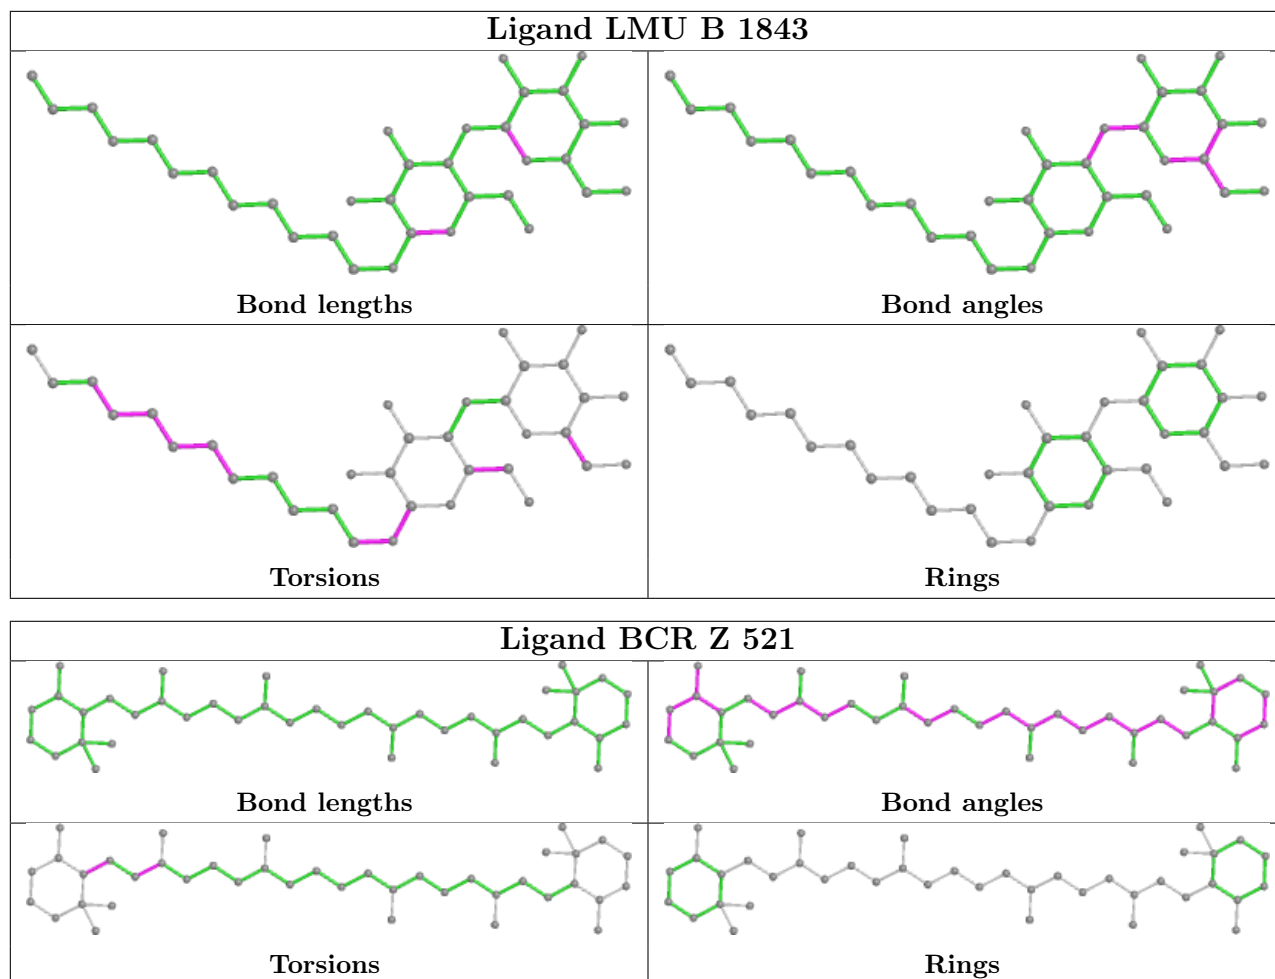 Ligand LMU B 1843
Bond lengths
Bond angles
Torsions
Rings
Ligand BCR Z 521
Bond lengths
Bond angles
Torsions
Rings